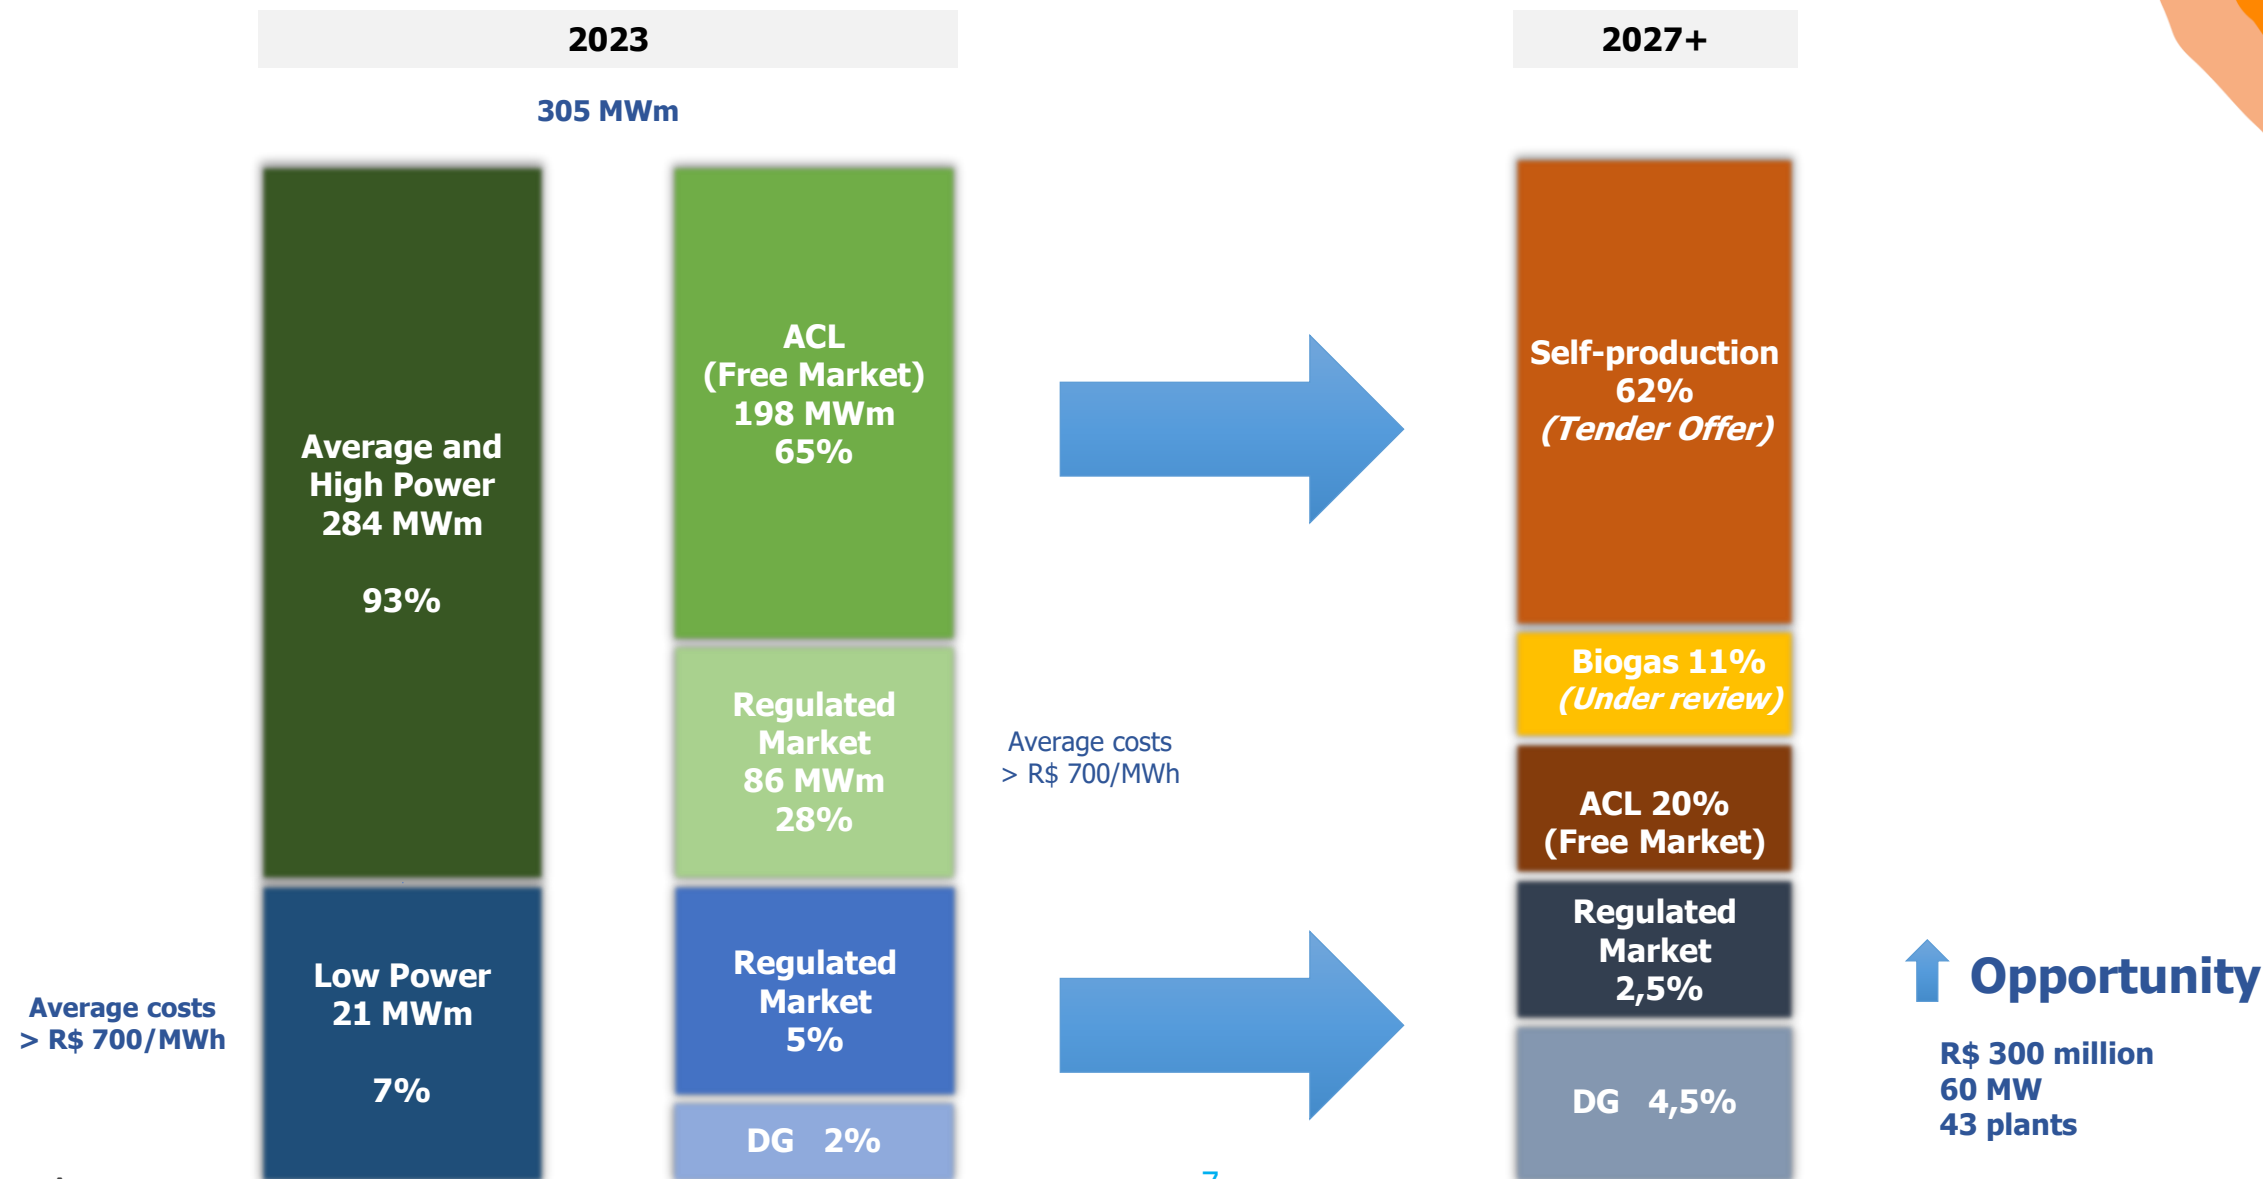 2023
305 MWm
Average and
High Power
284 MWm
93%
Low Power
21 MWm
7%
Average costs
> R$ 700/MWh
ACL
(Free Market)
198 MWm
65%
Regulated
Market
86 MWm
28%
Average costs
> R$ 700/MWh
Regulated
Market
5%
DG 2%
2027+
Self-production
62%
(Tender Offer)
Biogas 11%
(Under review)
ACL 20%
(Free Market)
Regulated
Market
2,5%
DG 4,5%
Opportunity
R$ 300 million
60 MW
43 plants